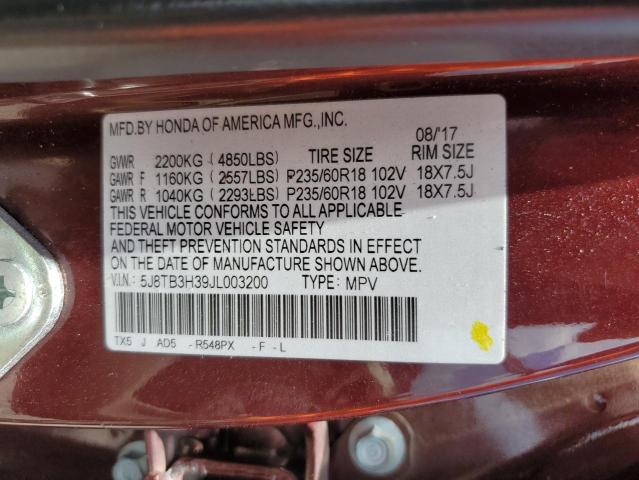 MFD.BY HONDA OF AMERICA MFG.,INC. 08/'17
GVWR 2200KG ( 4850LBS) TIRE SIZE RIM SIZE
GAWR F 1160KG ( 2557LBS) P235/60R18 102V 18X7.5J
GAWR R 1040KG ( 2293LBS) P235/60R18 102V 18X7.5J
THIS VEHICLE CONFORMS TO ALL APPLICABLE
FEDERAL MOTOR VEHICLE SAFETY
AND THEFT PREVENTION STANDARDS IN EFFECT
ON THE DATE OF MANUFACTURE SHOWN ABOVE.
V.I.N.: 5J8TB3H39JL003200 TYPE: MPV
TX5 J AD5 - R548PX - F - L